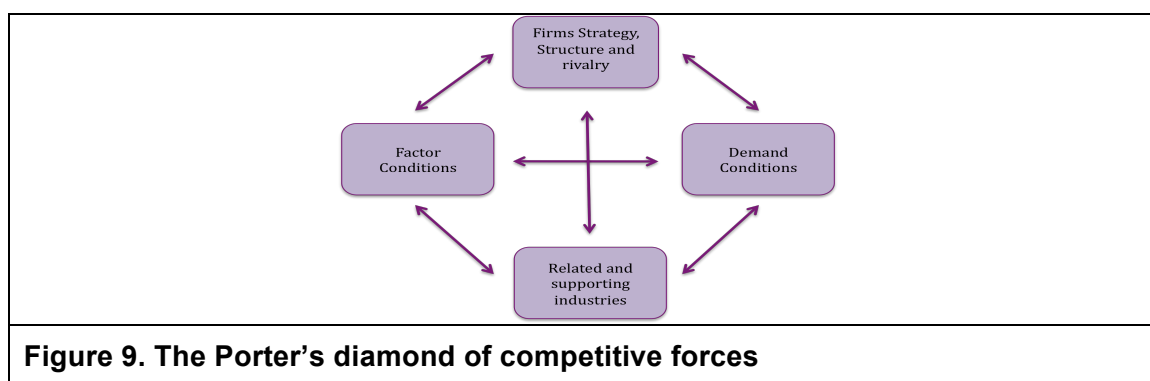 Firms Strategy,
Structure and
rivalry
Factor
Conditions
Demand
Conditions
Related and
supporting
industries
Figure 9. The Porter’s diamond of competitive forces